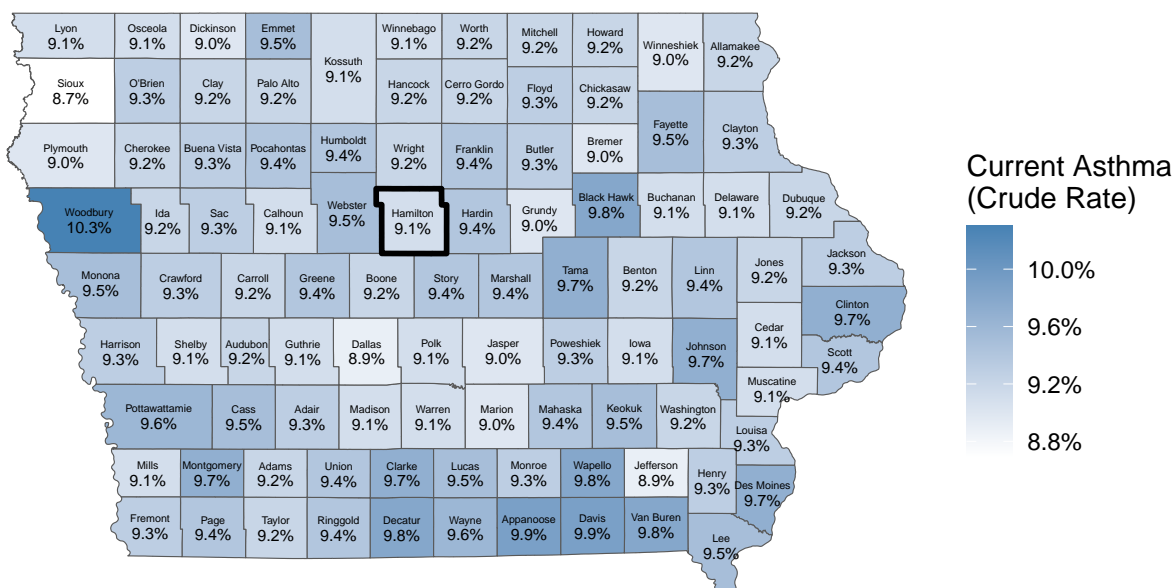 Lyon
9.1%
Osceola
9.1%
Dickinson
9.0%
Emmet
9.5%
Kossuth
9.1%
Winnebago
9.1%
Worth
9.2%
Mitchell
9.2%
Howard
9.2%
Winneshiek
9.0%
Allamakee
9.2%
Sioux
8.7%
O'Brien
9.3%
Clay
9.2%
Palo Alto
9.2%
Hancock
9.2%
Cerro Gordo
9.2%
Floyd
9.3%
Chickasaw
9.2%
Fayette
9.5%
Clayton
9.3%
Plymouth
9.0%
Cherokee
9.2%
Buena Vista
9.3%
Pocahontas
9.4%
Humboldt
9.4%
Wright
9.2%
Franklin
9.4%
Butler
9.3%
Bremer
9.0%
Woodbury
10.3%
Ida
9.2%
Sac
9.3%
Calhoun
9.1%
Webster
9.5%
Hamilton
9.1%
Hardin
9.4%
Grundy
9.0%
Black Hawk
9.8%
Buchanan
9.1%
Delaware
9.1%
Dubuque
9.2%
Monona
9.5%
Crawford
9.3%
Carroll
9.2%
Greene
9.4%
Boone
9.2%
Story
9.4%
Marshall
9.4%
Tama
9.7%
Benton
9.2%
Linn
9.4%
Jones
9.2%
Jackson
9.3%
Clinton
9.7%
Harrison
9.3%
Shelby
9.1%
Audubon
9.2%
Guthrie
9.1%
Dallas
8.9%
Polk
9.1%
Jasper
9.0%
Poweshiek
9.3%
Iowa
9.1%
Johnson
9.7%
Cedar
9.1%
Scott
9.4%
Muscatine
9.1%
Pottawattamie
9.6%
Cass
9.5%
Adair
9.3%
Madison
9.1%
Warren
9.1%
Marion
9.0%
Mahaska
9.4%
Keokuk
9.5%
Washington
9.2%
Louisa
9.3%
Mills
9.1%
Montgomery
9.7%
Adams
9.2%
Union
9.4%
Clarke
9.7%
Lucas
9.5%
Monroe
9.3%
Wapello
9.8%
Jefferson
8.9%
Henry
9.3%
Des Moines
9.7%
Fremont
9.3%
Page
9.4%
Taylor
9.2%
Ringgold
9.4%
Decatur
9.8%
Wayne
9.6%
Appanoose
9.9%
Davis
9.9%
Van Buren
9.8%
Lee
9.5%
Current Asthma
(Crude Rate)
10.0%
9.6%
9.2%
8.8%